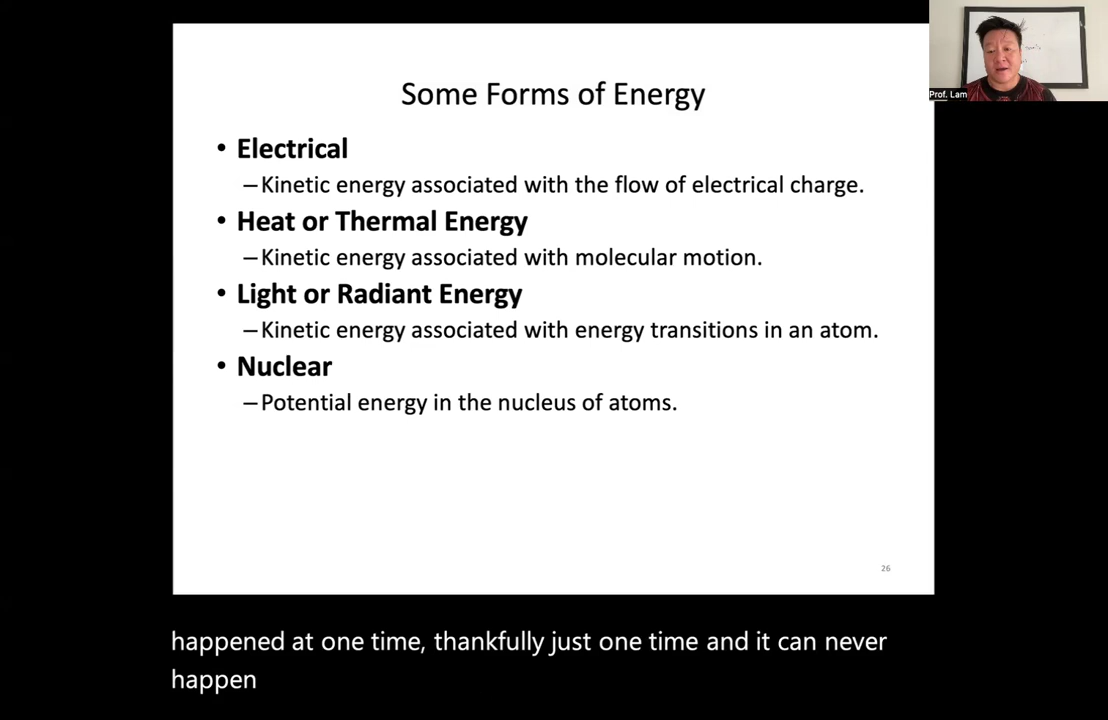 Some Forms of Energy
• Electrical
–Kinetic energy associated with the flow of electrical charge.
• Heat or Thermal Energy
–Kinetic energy associated with molecular motion.
• Light or Radiant Energy
–Kinetic energy associated with energy transitions in an atom.
• Nuclear
–Potential energy in the nucleus of atoms.
26
Prof. Lam
happened at one time, thankfully just one time and it can never
happen